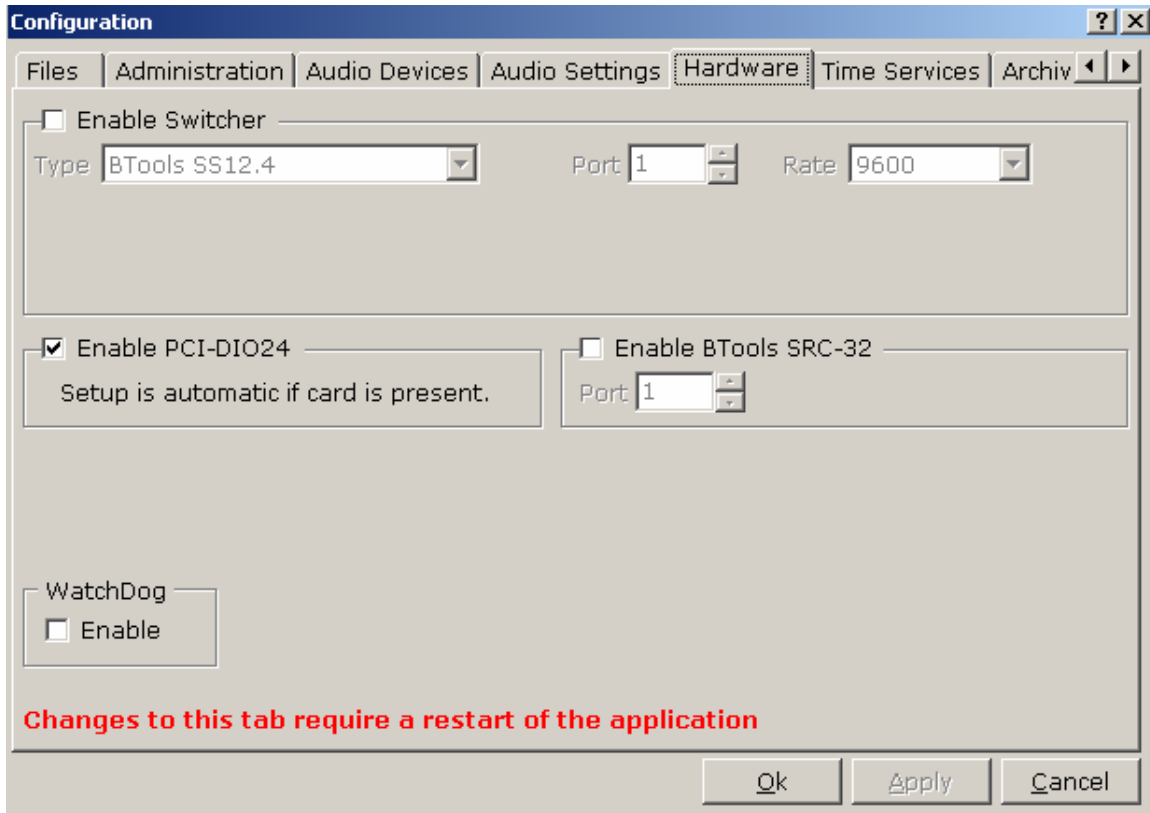 Configuration
Files Administration Audio Devices Audio Settings Hardware Time Services Archiv
Enable Switcher
Type BTools SS12.4 Port 1 Rate 9600
Enable PCI-DIO24 Enable BTools SRC-32
Setup is automatic if card is present. Port 1
WatchDog
Enable
Changes to this tab require a restart of the application
Ok Apply Cancel